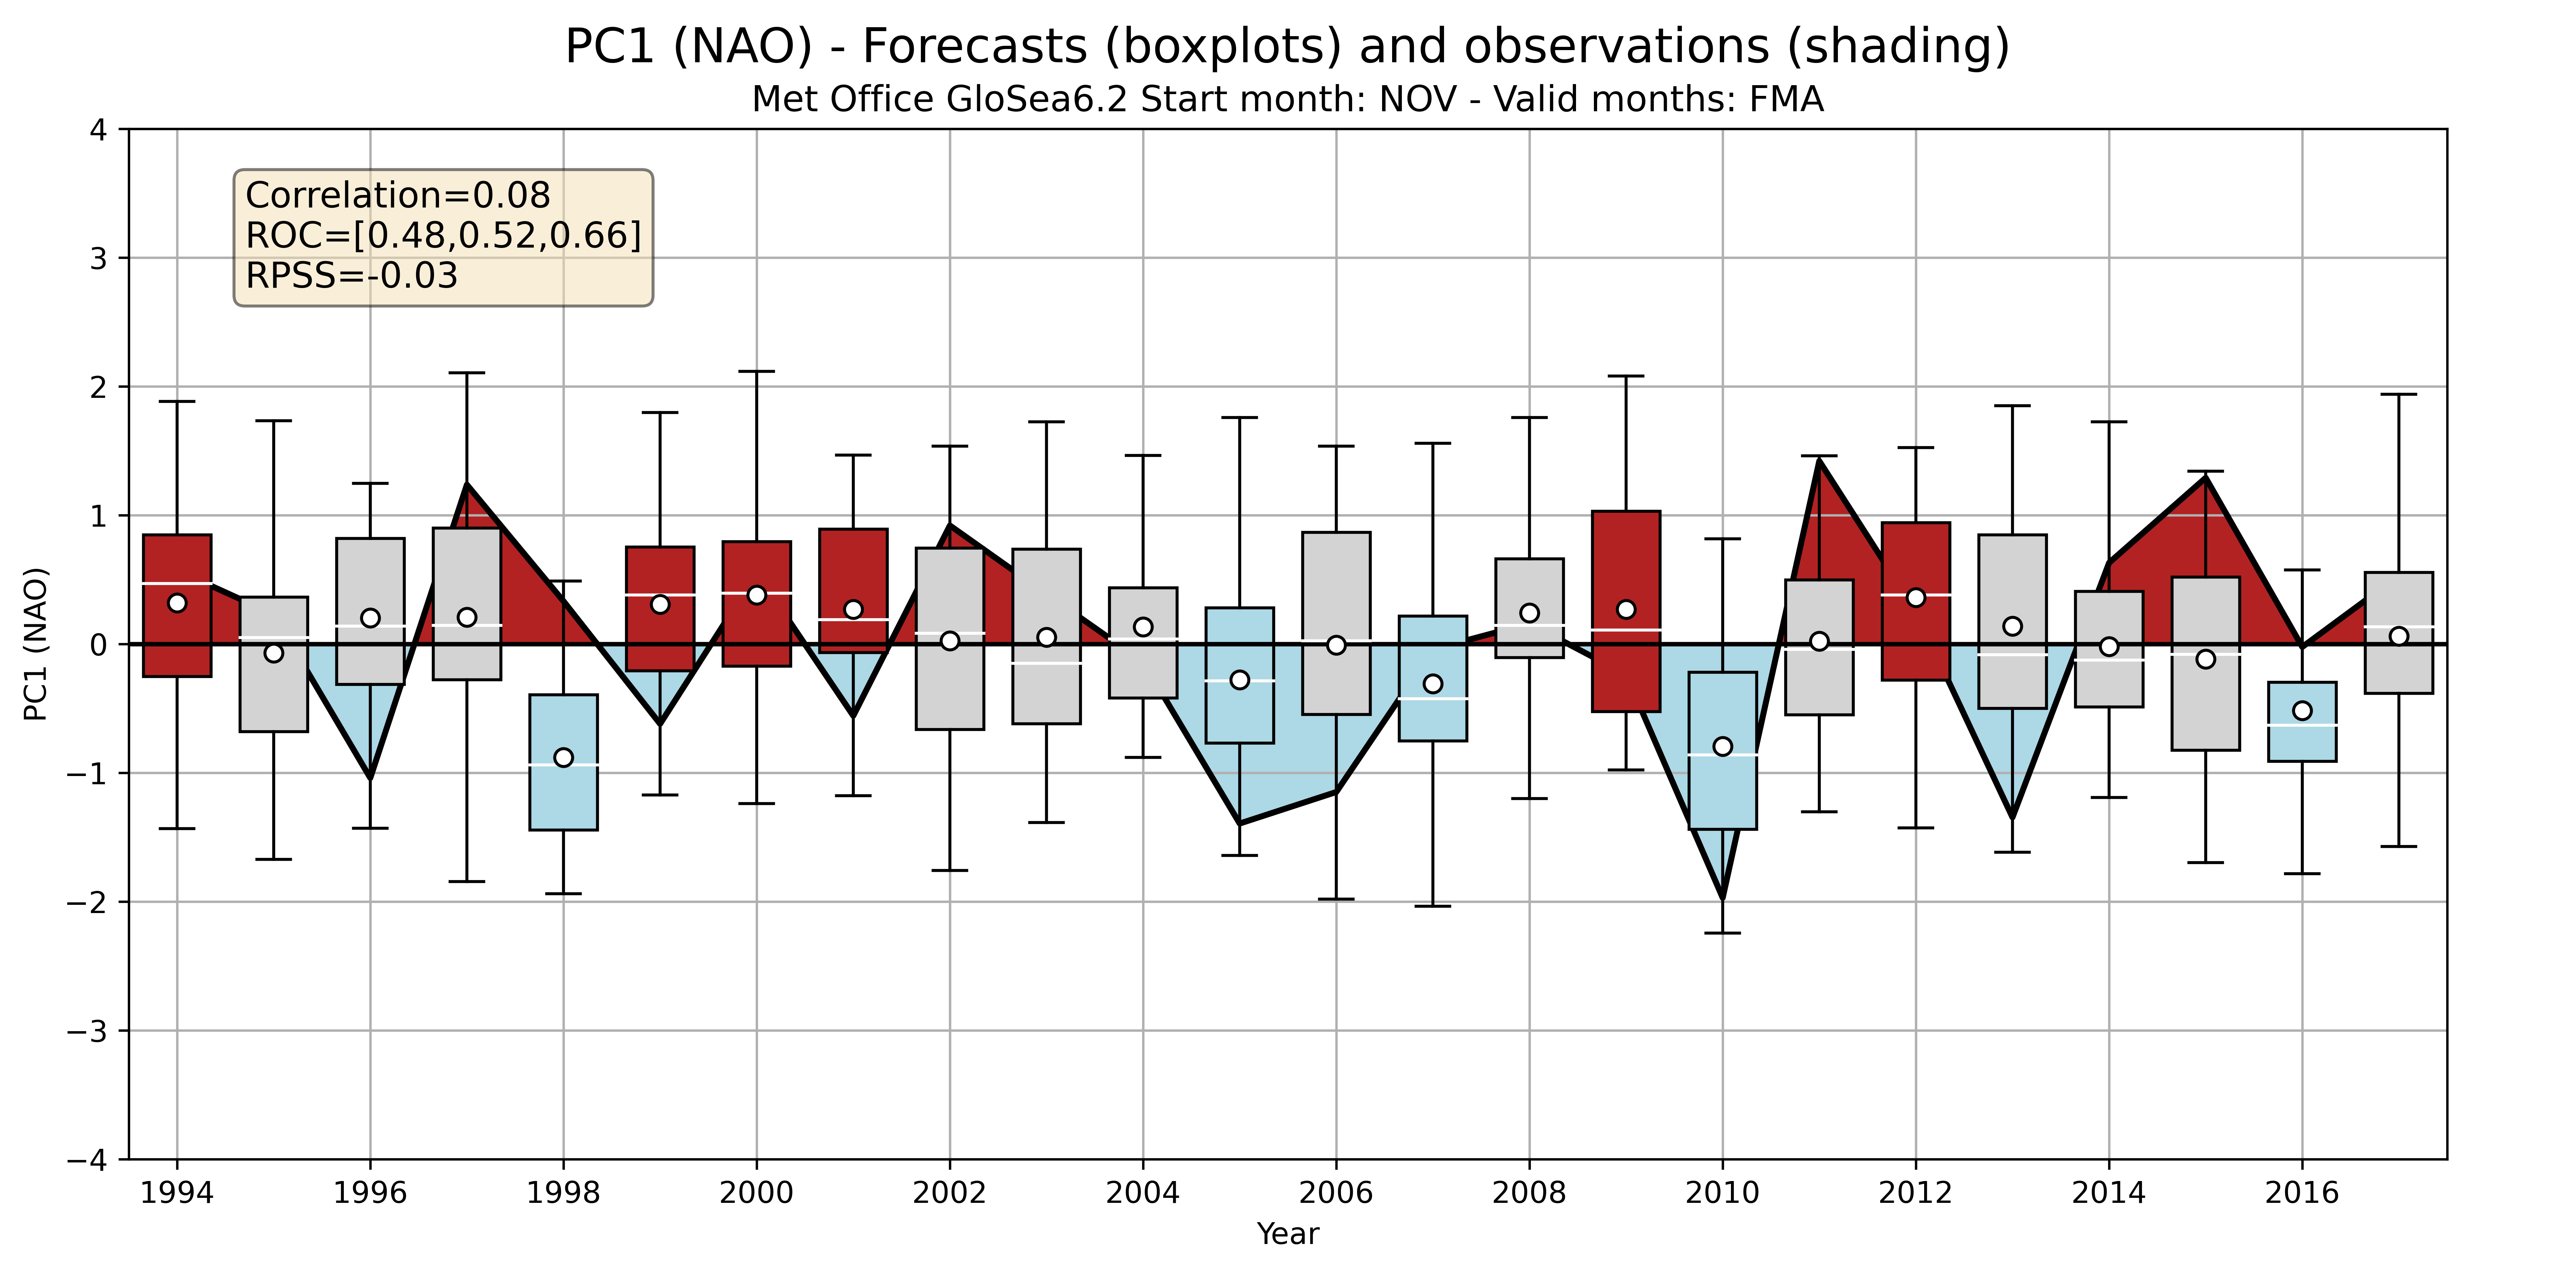 PC1 (NAO) - Forecasts (boxplots) and observations (shading)
Met Office GloSea6.2 Start month: NOV - Valid months: FMA
Correlation=0.08
ROC=[0.48,0.52,0.66]
RPSS=-0.03
PC1 (NAO)
4
3
2
1
0
−1
−2
−3
−4
1994 1996 1998 2000 2002 2004 2006 2008 2010 2012 2014 2016
Year